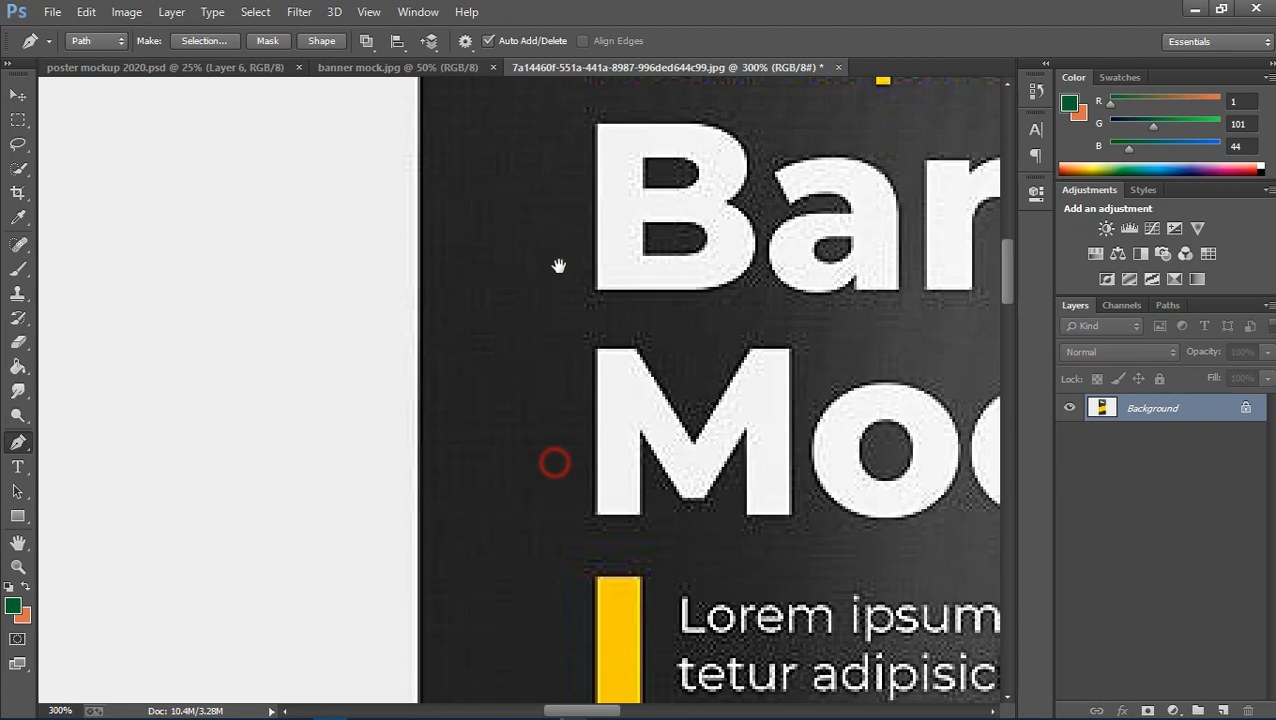 Ps File Edit Image Layer Type Select Filter 3D View Window Help
Path Make: Selection... Mask Shape Auto Add/Delete Align Edges Essentials
poster mockup 2020.psd @ 25% (Layer 6, RGB/8) × banner mock.jpg @ 50% (RGB/8) × 7a14460f-551a-441a-8987-996ded644c99.jpg @ 300% (RGB/8#) * ×
Color Swatches
R 1
G 101
B 44
Adjustments Styles
Add an adjustment
Layers Channels Paths
Kind
Normal Opacity: 100%
Lock: Fill: 100%
Background
Ban
Moc
Lorem ipsum
tetur adipisic
300% Doc: 10.4M/3.28M